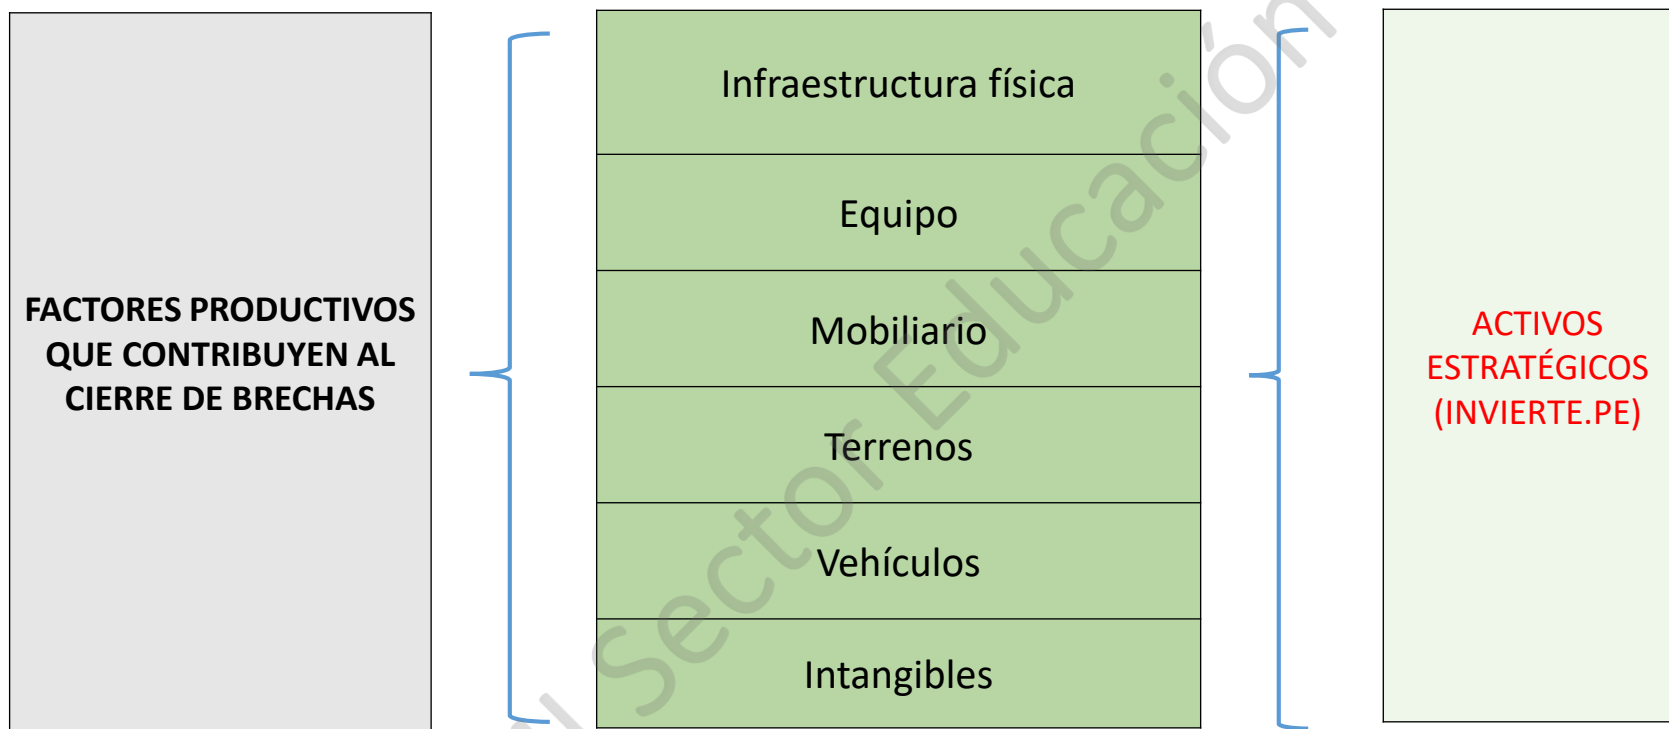 FACTORES PRODUCTIVOS
QUE CONTRIBUYEN AL
CIERRE DE BRECHAS
Infraestructura física
Equipo
Mobiliario
Terrenos
Vehículos
Intangibles
ACTIVOS
ESTRATÉGICOS
(INVIERTE.PE)
Sector Educación